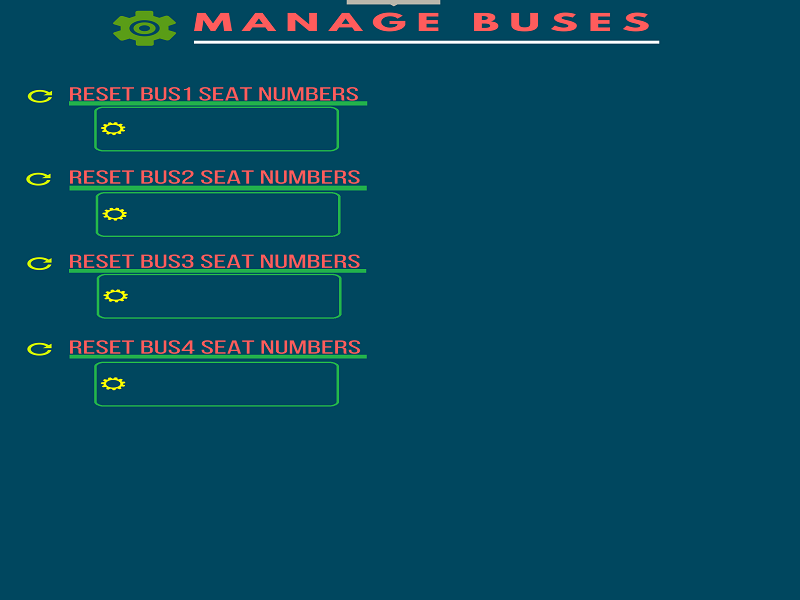 MANAGE BUSES
RESET BUS1 SEAT NUMBERS
RESET BUS2 SEAT NUMBERS
RESET BUS3 SEAT NUMBERS
RESET BUS4 SEAT NUMBERS